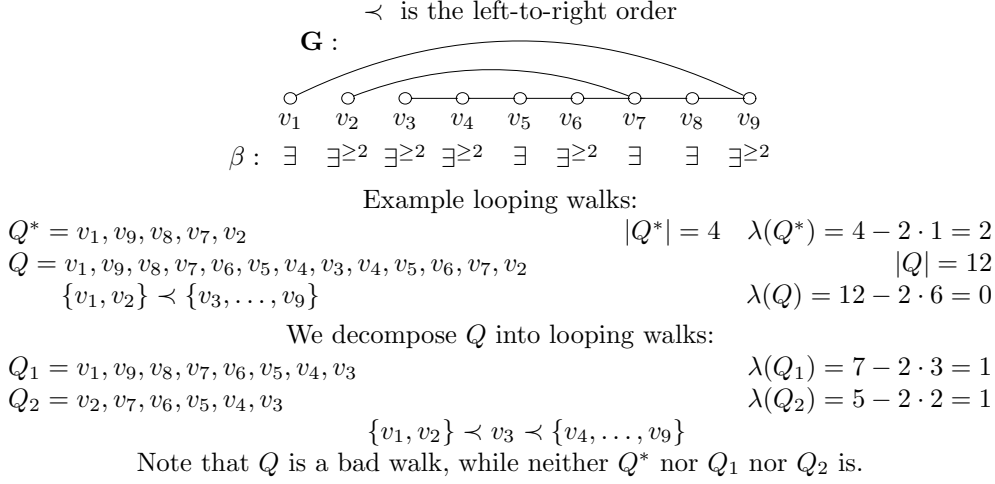 ≺ is the left-to-right order
G :
v₁ v₂ v₃ v₄ v₅ v₆ v₇ v₈ v₉
β : ∃ ∃^{≥2} ∃^{≥2} ∃^{≥2} ∃ ∃^{≥2} ∃ ∃ ∃^{≥2}
Example looping walks:
Q* = v₁, v₉, v₈, v₇, v₂ |Q*| = 4 λ(Q*) = 4 − 2 · 1 = 2
Q = v₁, v₉, v₈, v₇, v₆, v₅, v₄, v₃, v₄, v₅, v₆, v₇, v₂ |Q| = 12
{v₁, v₂} ≺ {v₃, . . . , v₉} λ(Q) = 12 − 2 · 6 = 0
We decompose Q into looping walks:
Q₁ = v₁, v₉, v₈, v₇, v₆, v₅, v₄, v₃ λ(Q₁) = 7 − 2 · 3 = 1
Q₂ = v₂, v₇, v₆, v₅, v₄, v₃ λ(Q₂) = 5 − 2 · 2 = 1
{v₁, v₂} ≺ v₃ ≺ {v₄, . . . , v₉}
Note that Q is a bad walk, while neither Q* nor Q₁ nor Q₂ is.